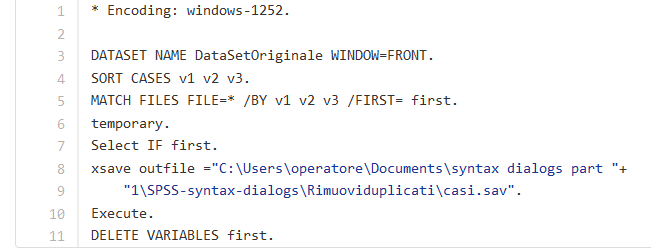 1 * Encoding: windows-1252.
2
3 DATASET NAME DataSetOriginale WINDOW=FRONT.
4 SORT CASES v1 v2 v3.
5 MATCH FILES FILE=* /BY v1 v2 v3 /FIRST= first.
6 temporary.
7 Select IF first.
8 xsave outfile ="C:\Users\operatore\Documents\syntax dialogs part "+
9 "1\SPSS-syntax-dialogs\Rimuoviduplicati\casi.sav".
10 Execute.
11 DELETE VARIABLES first.